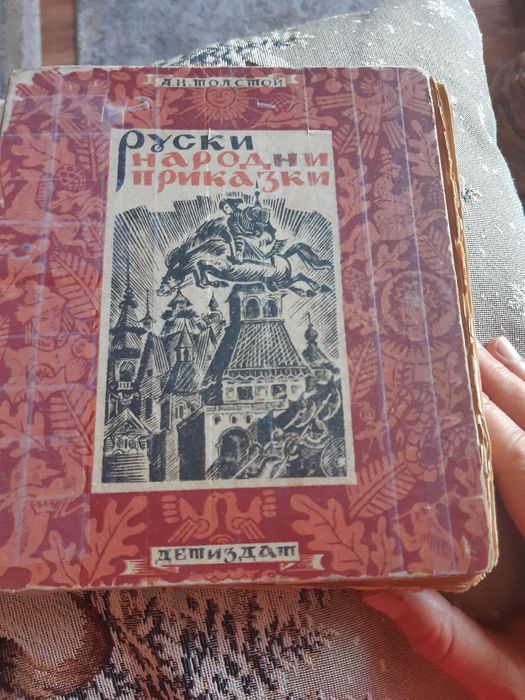 А.Н.ТОЛСТОЙ
РУСКИ
НАРОДНИ
ПРИКАЗКИ
ДЕТИЗДАТ